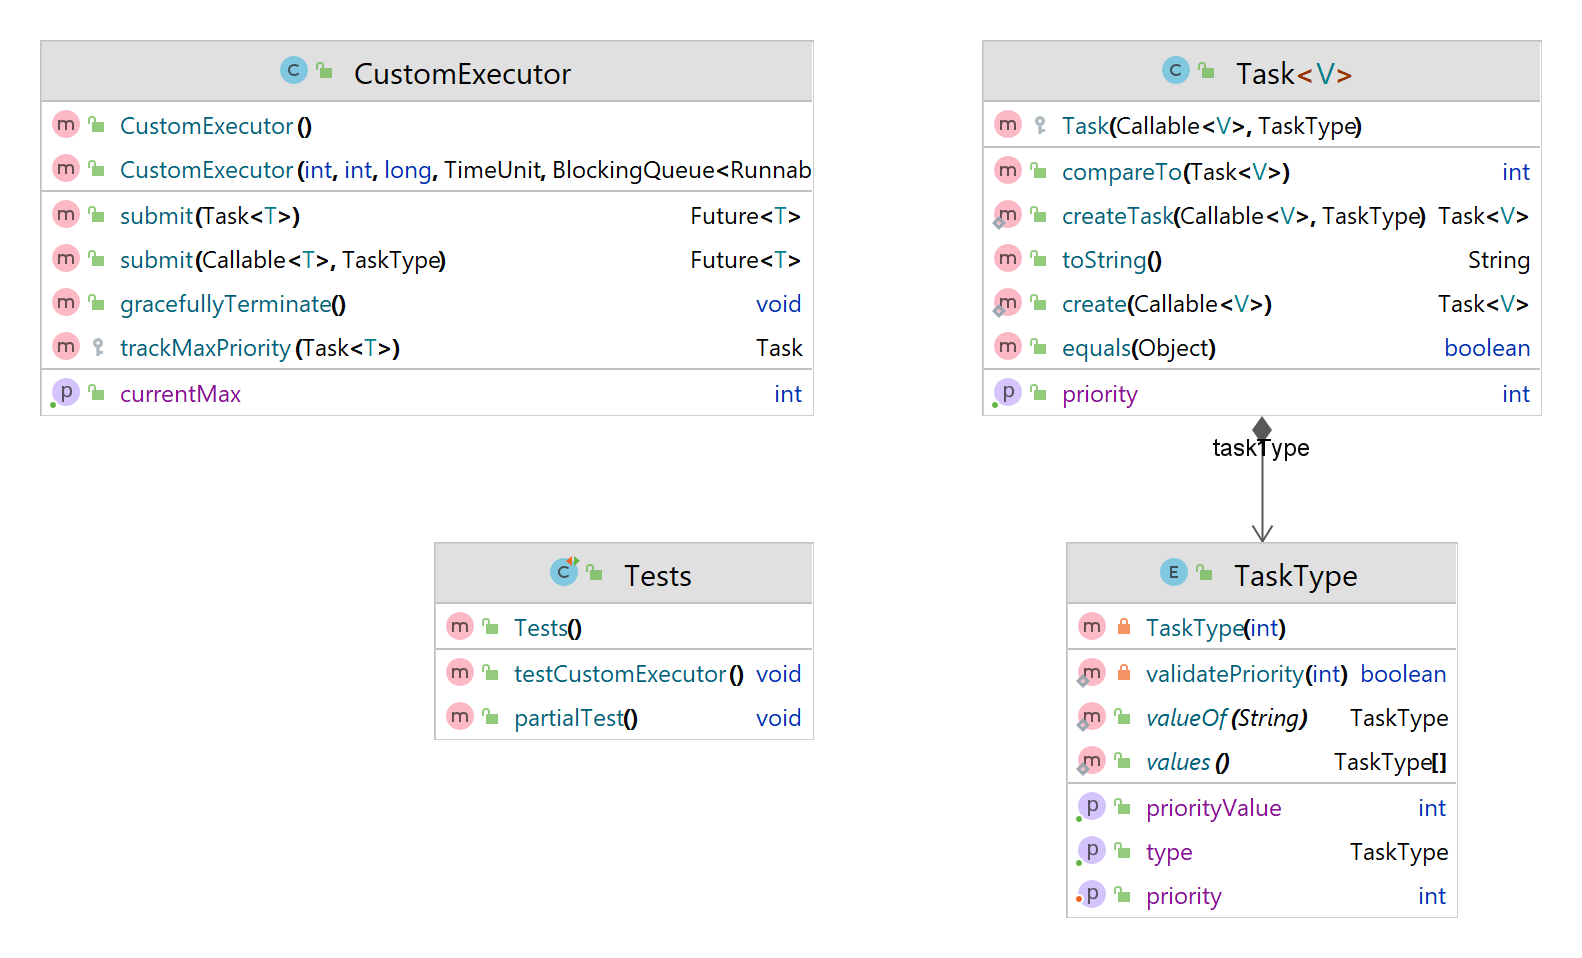 CustomExecutor
CustomExecutor()
CustomExecutor(int, int, long, TimeUnit, BlockingQueue<Runnab
submit(Task<T>) Future<T>
submit(Callable<T>, TaskType) Future<T>
gracefullyTerminate() void
trackMaxPriority(Task<T>) Task
currentMax int
Task<V>
Task(Callable<V>, TaskType)
compareTo(Task<V>) int
createTask(Callable<V>, TaskType) Task<V>
toString() String
create(Callable<V>) Task<V>
equals(Object) boolean
priority int
taskType
Tests
Tests()
testCustomExecutor() void
partialTest() void
TaskType
TaskType(int)
validatePriority(int) boolean
valueOf(String) TaskType
values() TaskType[]
priorityValue int
type TaskType
priority int